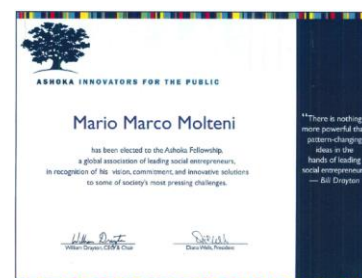 ASHOKA INNOVATORS FOR THE PUBLIC
Mario Marco Molteni
has been elected to the Ashoka Fellowship,
a global association of leading social entrepreneurs,
in recognition of his vision, commitment, and innovative solutions
to some of society's most pressing challenges.
William Drayton, CEO & Chair
Diana Wells, President
"There is nothing
more powerful tha
pattern-changing
ideas in the
hands of leading
social entrepreneur
— Bill Drayton